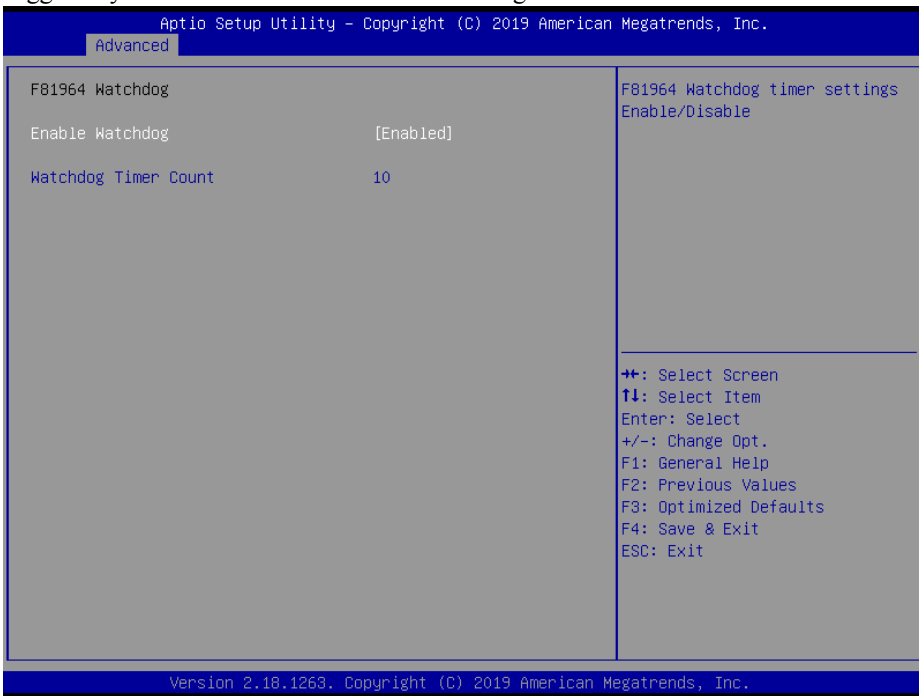 Aptio Setup Utility – Copyright (C) 2019 American Megatrends, Inc.
Advanced
F81964 Watchdog
Enable Watchdog [Enabled]
Watchdog Timer Count 10
F81964 Watchdog timer settings
Enable/Disable
→←: Select Screen
↑↓: Select Item
Enter: Select
+/-: Change Opt.
F1: General Help
F2: Previous Values
F3: Optimized Defaults
F4: Save & Exit
ESC: Exit
Version 2.18.1263. Copyright (C) 2019 American Megatrends, Inc.